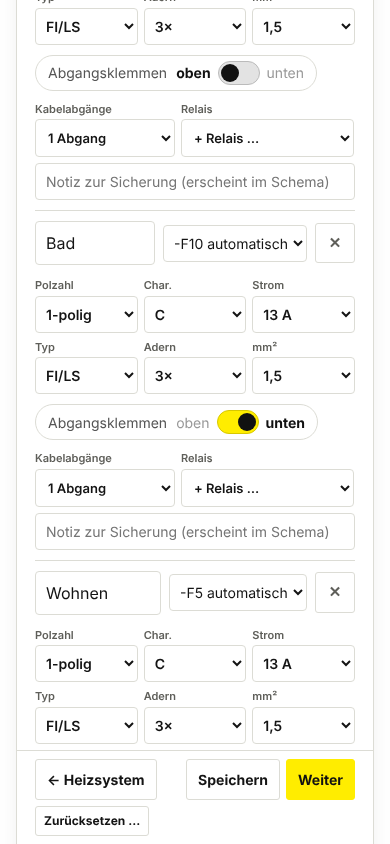 Typ Adern mm²
FI/LS 3× 1,5
Abgangsklemmen oben unten
Kabelabgänge Relais
1 Abgang + Relais ...
Notiz zur Sicherung (erscheint im Schema)
Bad -F10 automatisch ×
Polzahl Char. Strom
1-polig C 13 A
Typ Adern mm²
FI/LS 3× 1,5
Abgangsklemmen oben unten
Kabelabgänge Relais
1 Abgang + Relais ...
Notiz zur Sicherung (erscheint im Schema)
Wohnen -F5 automatisch ×
Polzahl Char. Strom
1-polig C 13 A
Typ Adern mm²
FI/LS 3× 1,5
← Heizsystem Speichern Weiter
Zurücksetzen ...